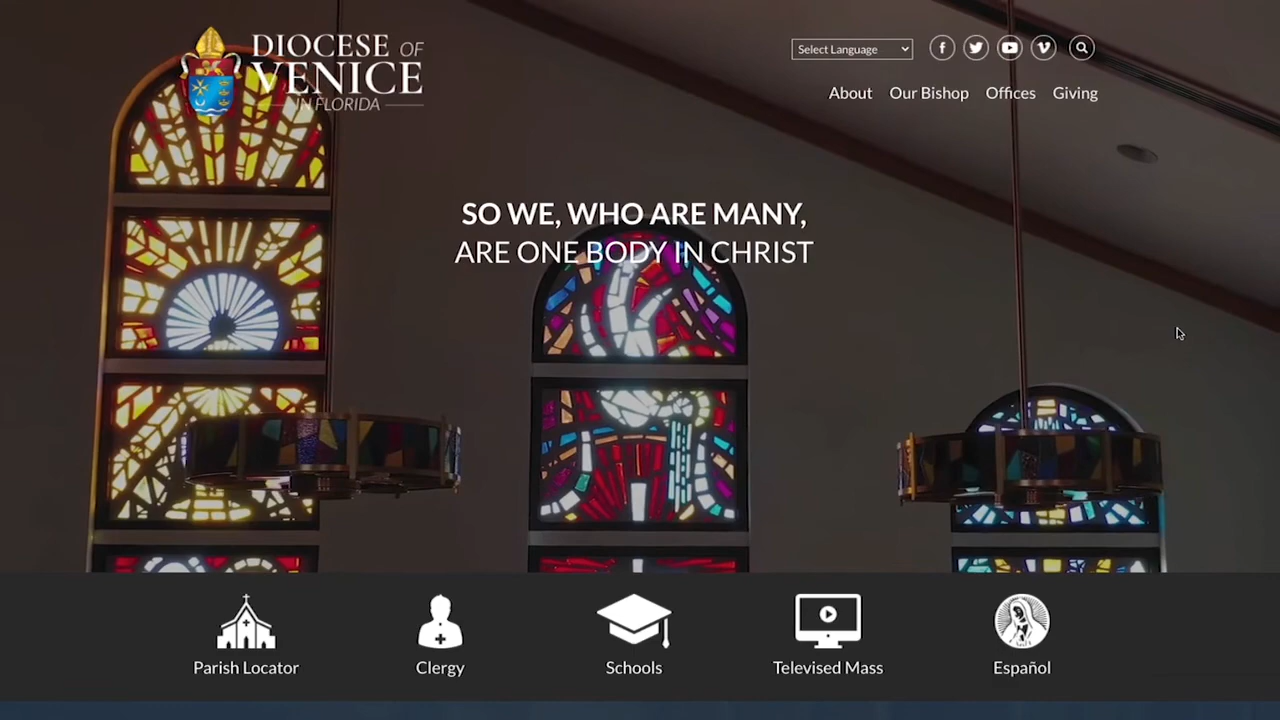 DIOCESE OF
VENICE
IN FLORIDA
Select Language
About Our Bishop Offices Giving
SO WE, WHO ARE MANY,
ARE ONE BODY IN CHRIST
Parish Locator Clergy Schools Televised Mass Español